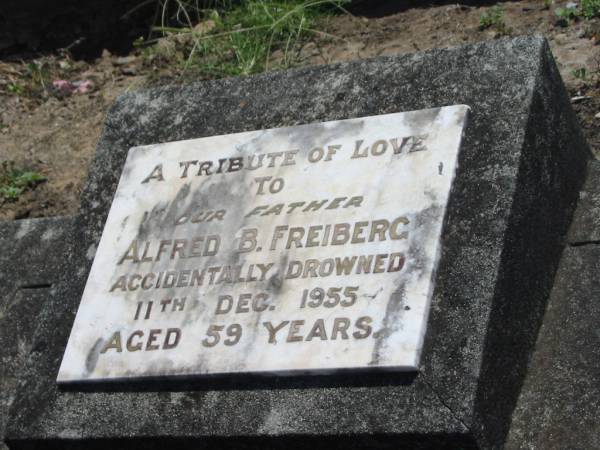 A TRIBUTE OF LOVE
TO
OUR FATHER
ALFRED B. FREIBERG
ACCIDENTALLY DROWNED
11TH DEC. 1955
AGED 59 YEARS.